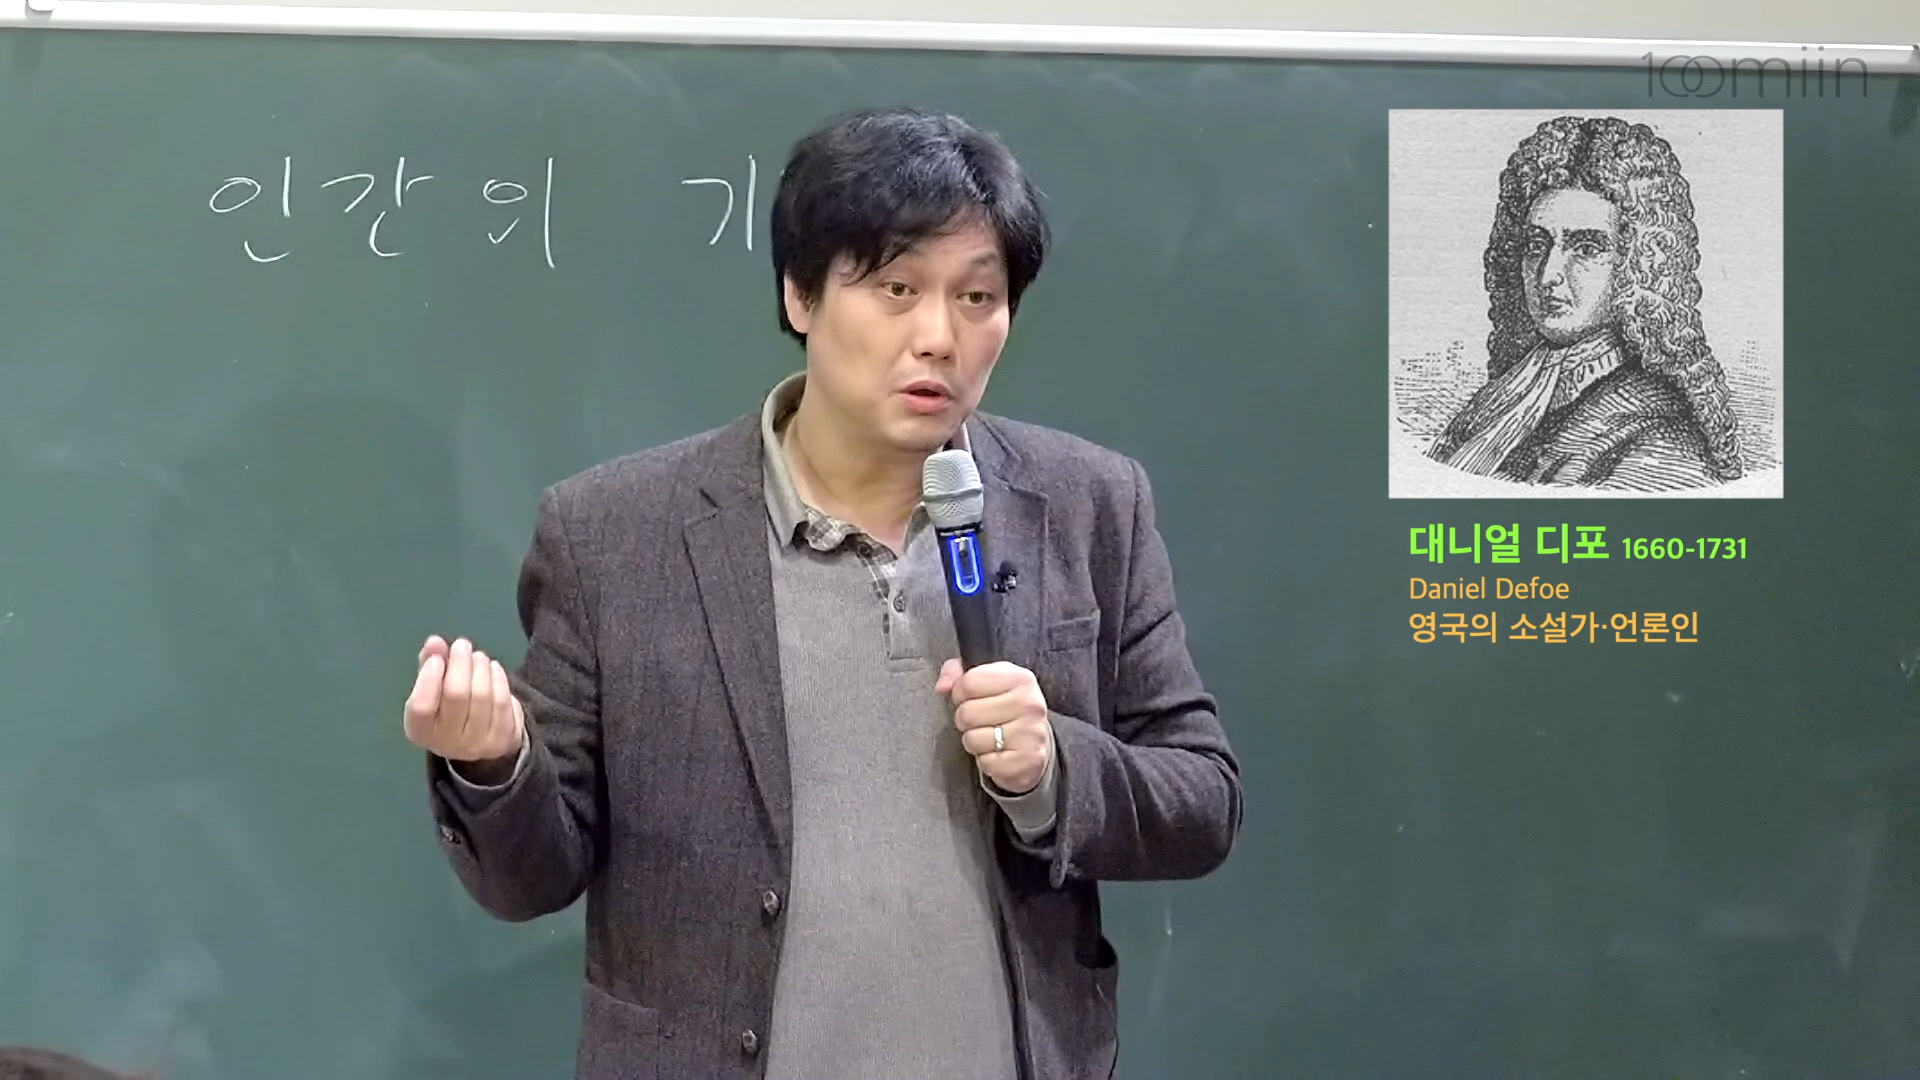 100miin
인간의 기
대니얼 디포 1660-1731
Daniel Defoe
영국의 소설가·언론인